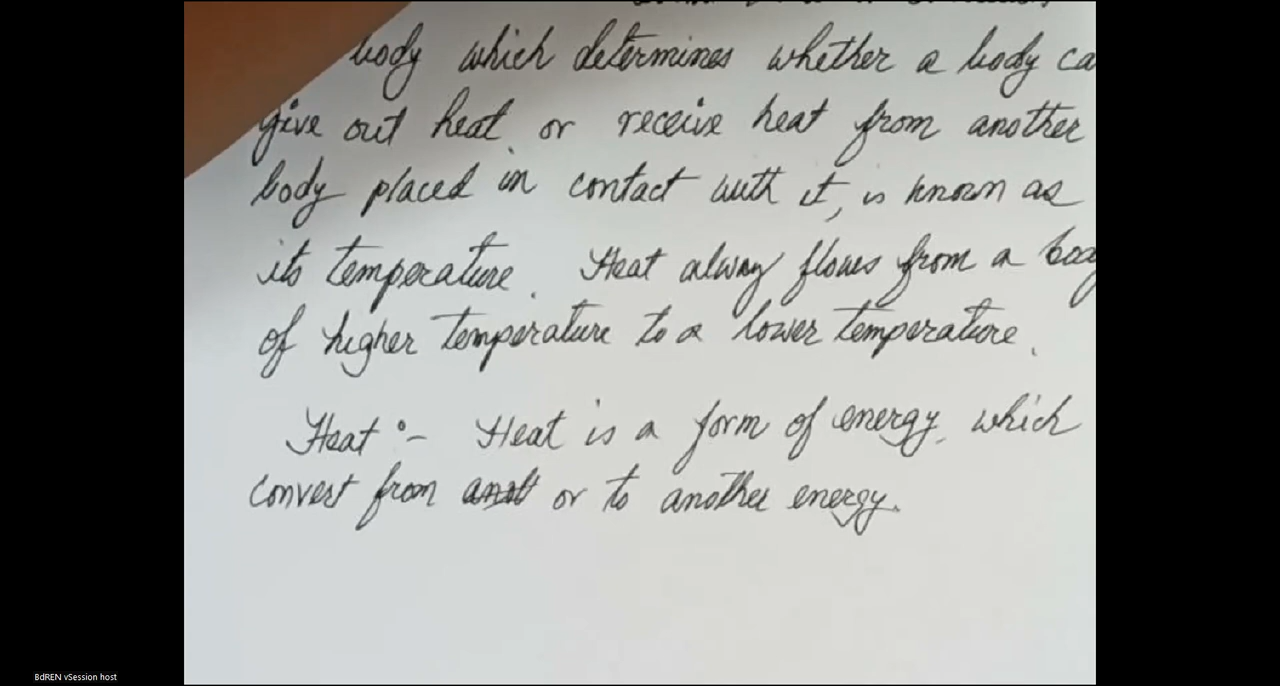 body which determines whether a body ca
give out heat or receive heat from another
body placed in contact with it, is known as
its temperature. Heat alway flows from a body
of higher temperature to a lower temperature.
Heat :- Heat is a form of energy, which
convert from or to another energy.
BdREN vSession host